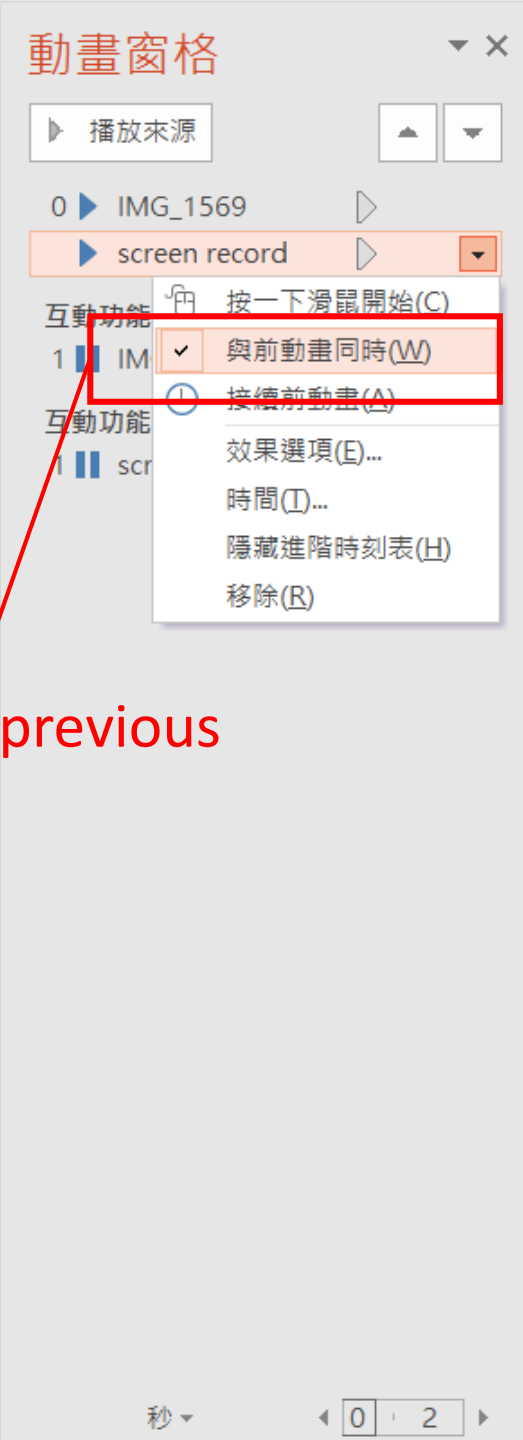 動畫窗格
播放來源
0 IMG_1569
screen record
互動功能
按一下滑鼠開始(C)
1 IM
與前動畫同時(W)
互動功能
接續前動畫(A)
1 scr
效果選項(E)...
時間(T)...
隱藏進階時刻表(H)
移除(R)
previous
秒 0 2